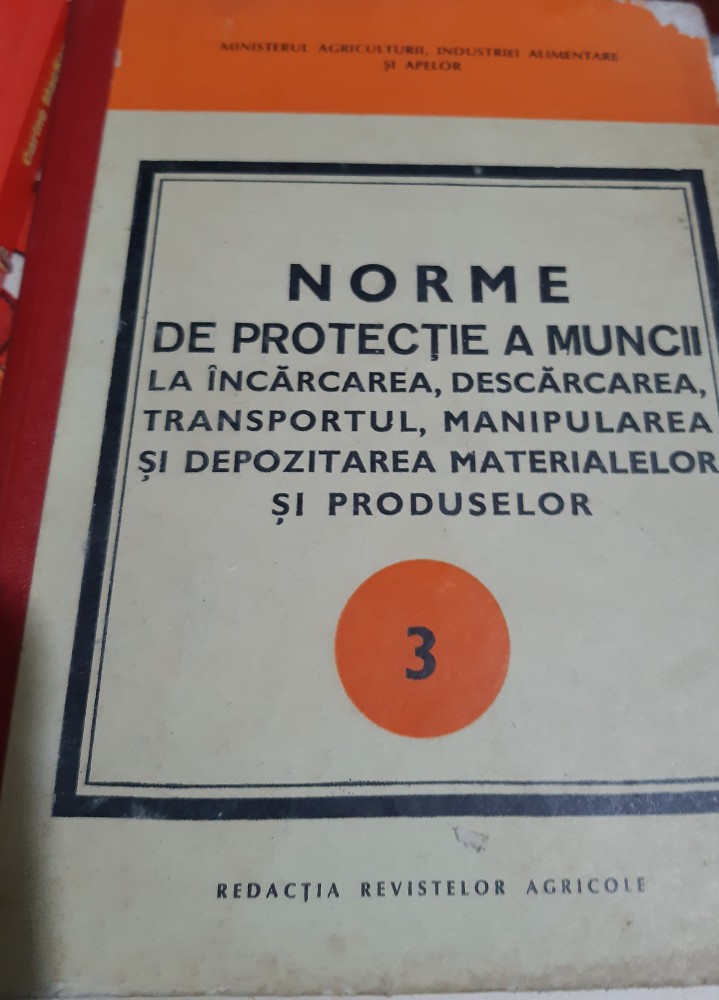 MINISTERUL AGRICULTURII, INDUSTRIEI ALIMENTARE
ȘI APELOR
NORME
DE PROTECȚIE A MUNCII
LA ÎNCĂRCAREA, DESCĂRCAREA,
TRANSPORTUL, MANIPULAREA
ȘI DEPOZITAREA MATERIALELOR
ȘI PRODUSELOR
3
REDACȚIA REVISTELOR AGRICOLE